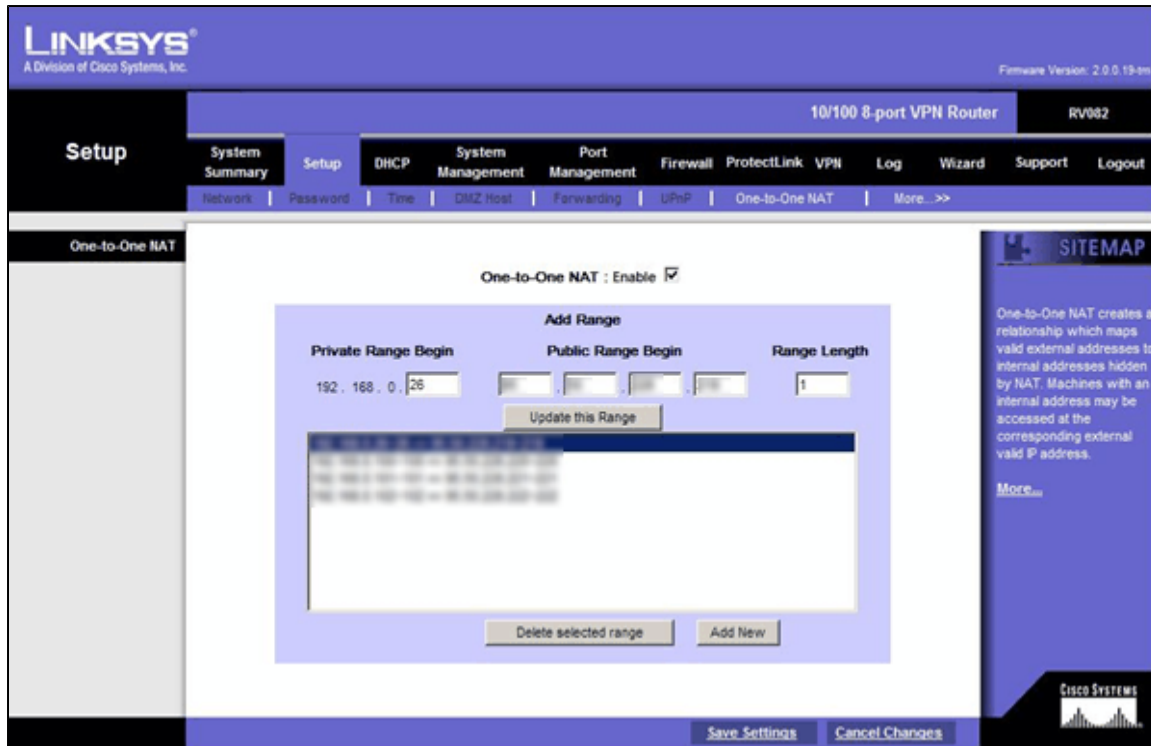 LINKSYS®
A Division of Cisco Systems, Inc.
Firmware Version: 2.0.0.19-tm
10/100 8-port VPN Router
RV082
Setup
System Summary
Setup
DHCP
System Management
Port Management
Firewall
ProtectLink
VPN
Log
Wizard
Support
Logout
Network | Password | Time | DMZ Host | Forwarding | UPnP | One-to-One NAT | More...>>
One-to-One NAT
SITEMAP
One-to-One NAT : Enable
Add Range
Private Range Begin
Public Range Begin
Range Length
192 . 168 . 0 . 26
. . .
1
Update this Range
Delete selected range
Add New
One-to-One NAT creates a
relationship which maps
valid external addresses to
internal addresses hidden
by NAT. Machines with an
internal address may be
accessed at the
corresponding external
valid IP address.
More...
CISCO SYSTEMS
Save Settings
Cancel Changes